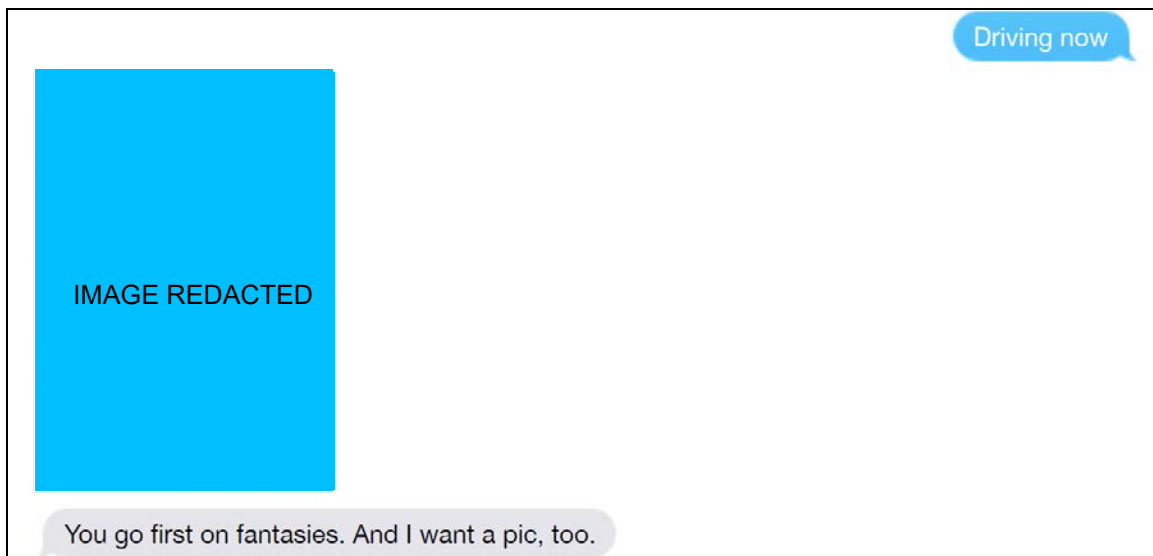 Driving now
IMAGE REDACTED
You go first on fantasies. And I want a pic, too.